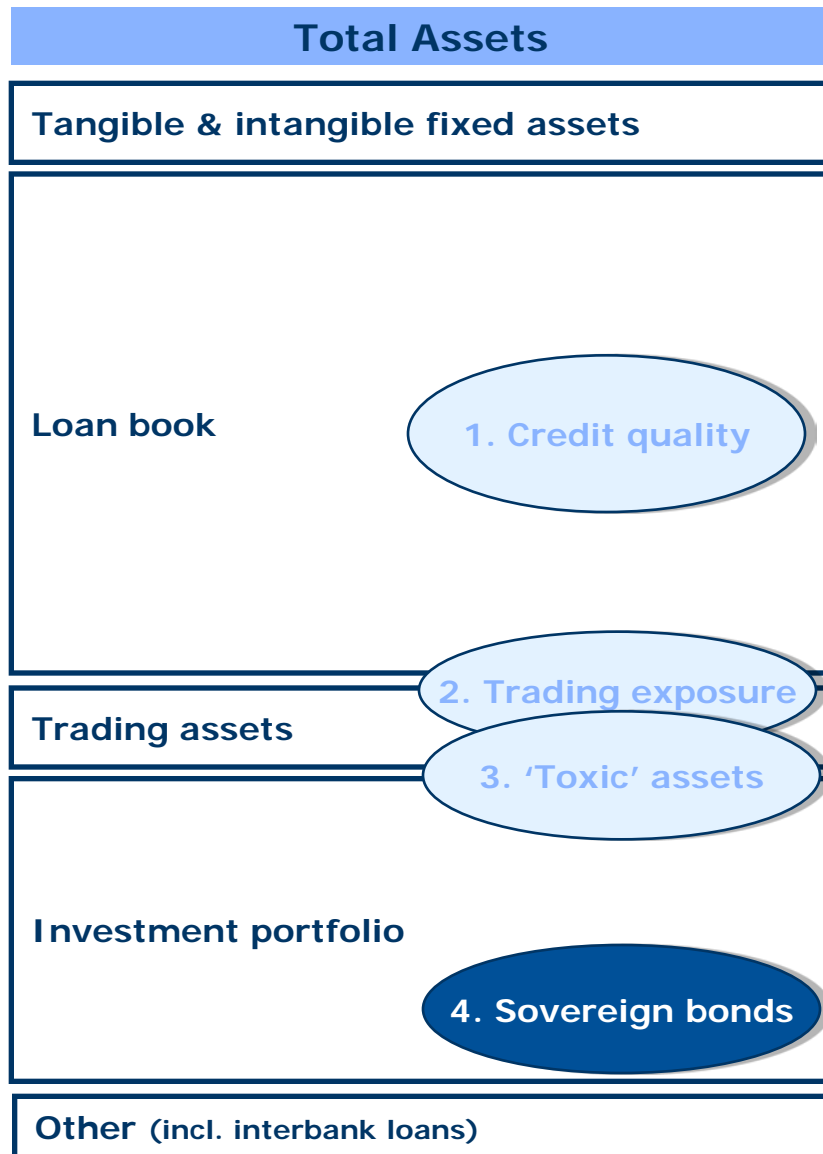 Total Assets
Tangible & intangible fixed assets
Loan book
1. Credit quality
2. Trading exposure
Trading assets
3. ‘Toxic’ assets
Investment portfolio
4. Sovereign bonds
Other (incl. interbank loans)